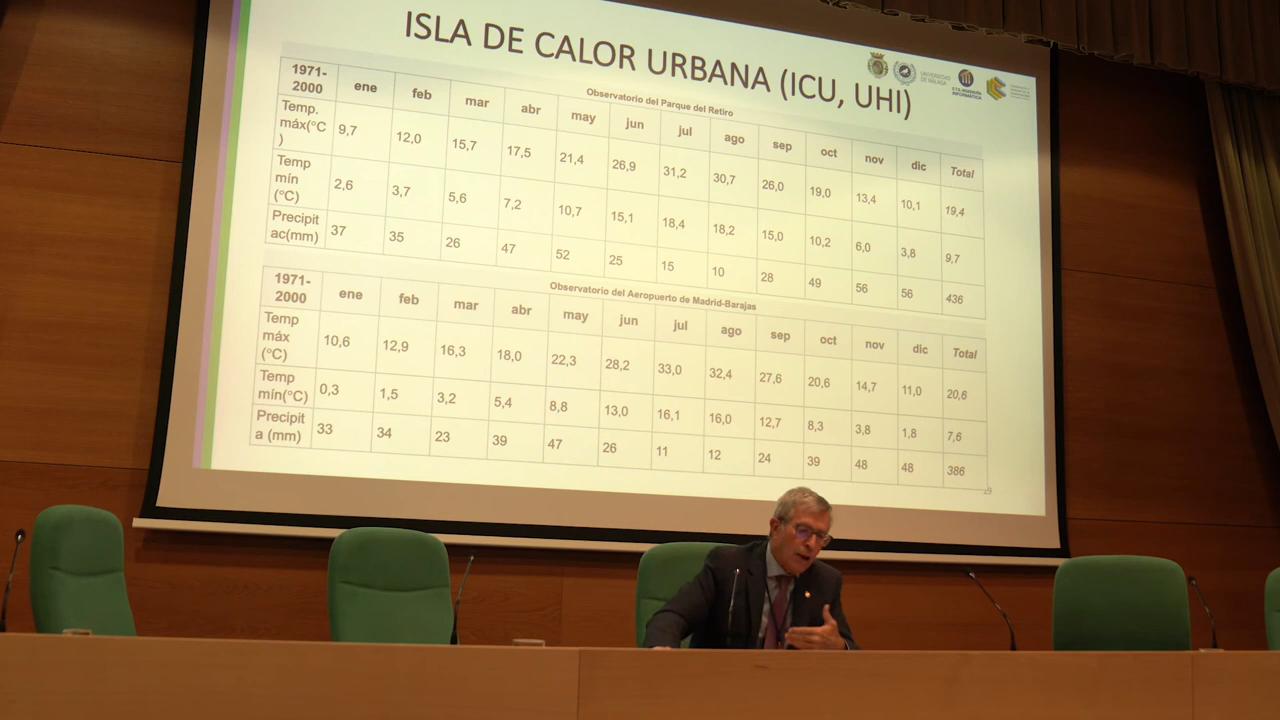 ISLA DE CALOR URBANA (ICU, UHI)
UNIVERSIDAD DE MÁLAGA
E.T.S. INGENIERÍA INFORMÁTICA
Observatorio del Parque del Retiro
1971-2000 ene feb mar abr may jun jul ago sep oct nov dic Total
Temp. máx(°C) 9,7 12,0 15,7 17,5 21,4 26,9 31,2 30,7 26,0 19,0 13,4 10,1 19,4
Temp mín (°C) 2,6 3,7 5,6 7,2 10,7 15,1 18,4 18,2 15,0 10,2 6,0 3,8 9,7
Precipitac(mm) 37 35 26 47 52 25 15 10 28 49 56 56 436
Observatorio del Aeropuerto de Madrid-Barajas
1971-2000 ene feb mar abr may jun jul ago sep oct nov dic Total
Temp máx (°C) 10,6 12,9 16,3 18,0 22,3 28,2 33,0 32,4 27,6 20,6 14,7 11,0 20,6
Temp mín(°C) 0,3 1,5 3,2 5,4 8,8 13,0 16,1 16,0 12,7 8,3 3,8 1,8 7,6
Precipita (mm) 33 34 23 39 47 26 11 12 24 39 48 48 386
19